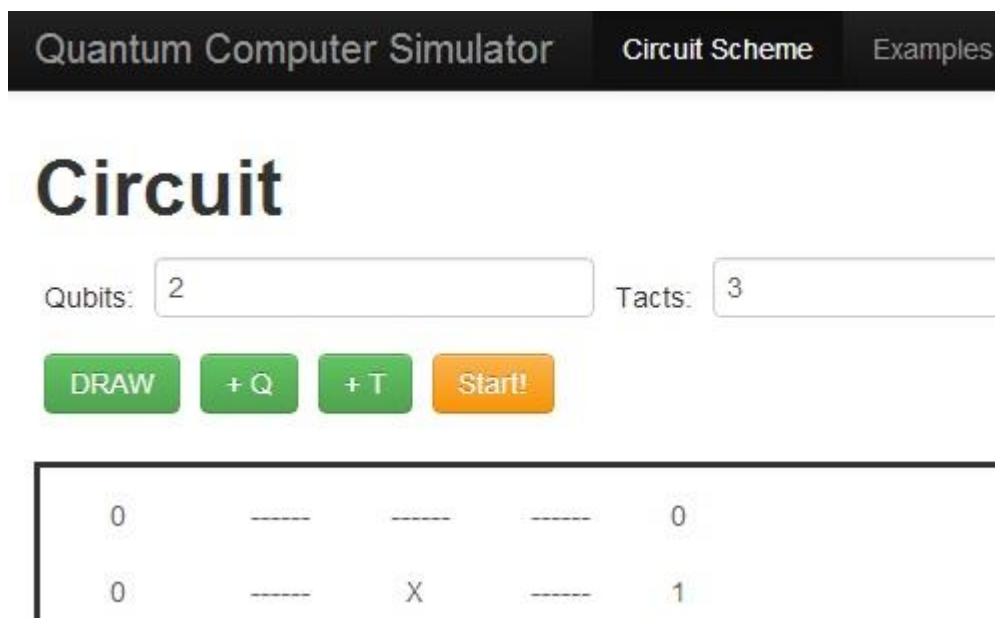 Quantum Computer Simulator Circuit Scheme Examples
Circuit
Qubits: 2 Tacts: 3
DRAW + Q + T Start!
0 ------ ------ ------ 0
0 ------ X ------ 1